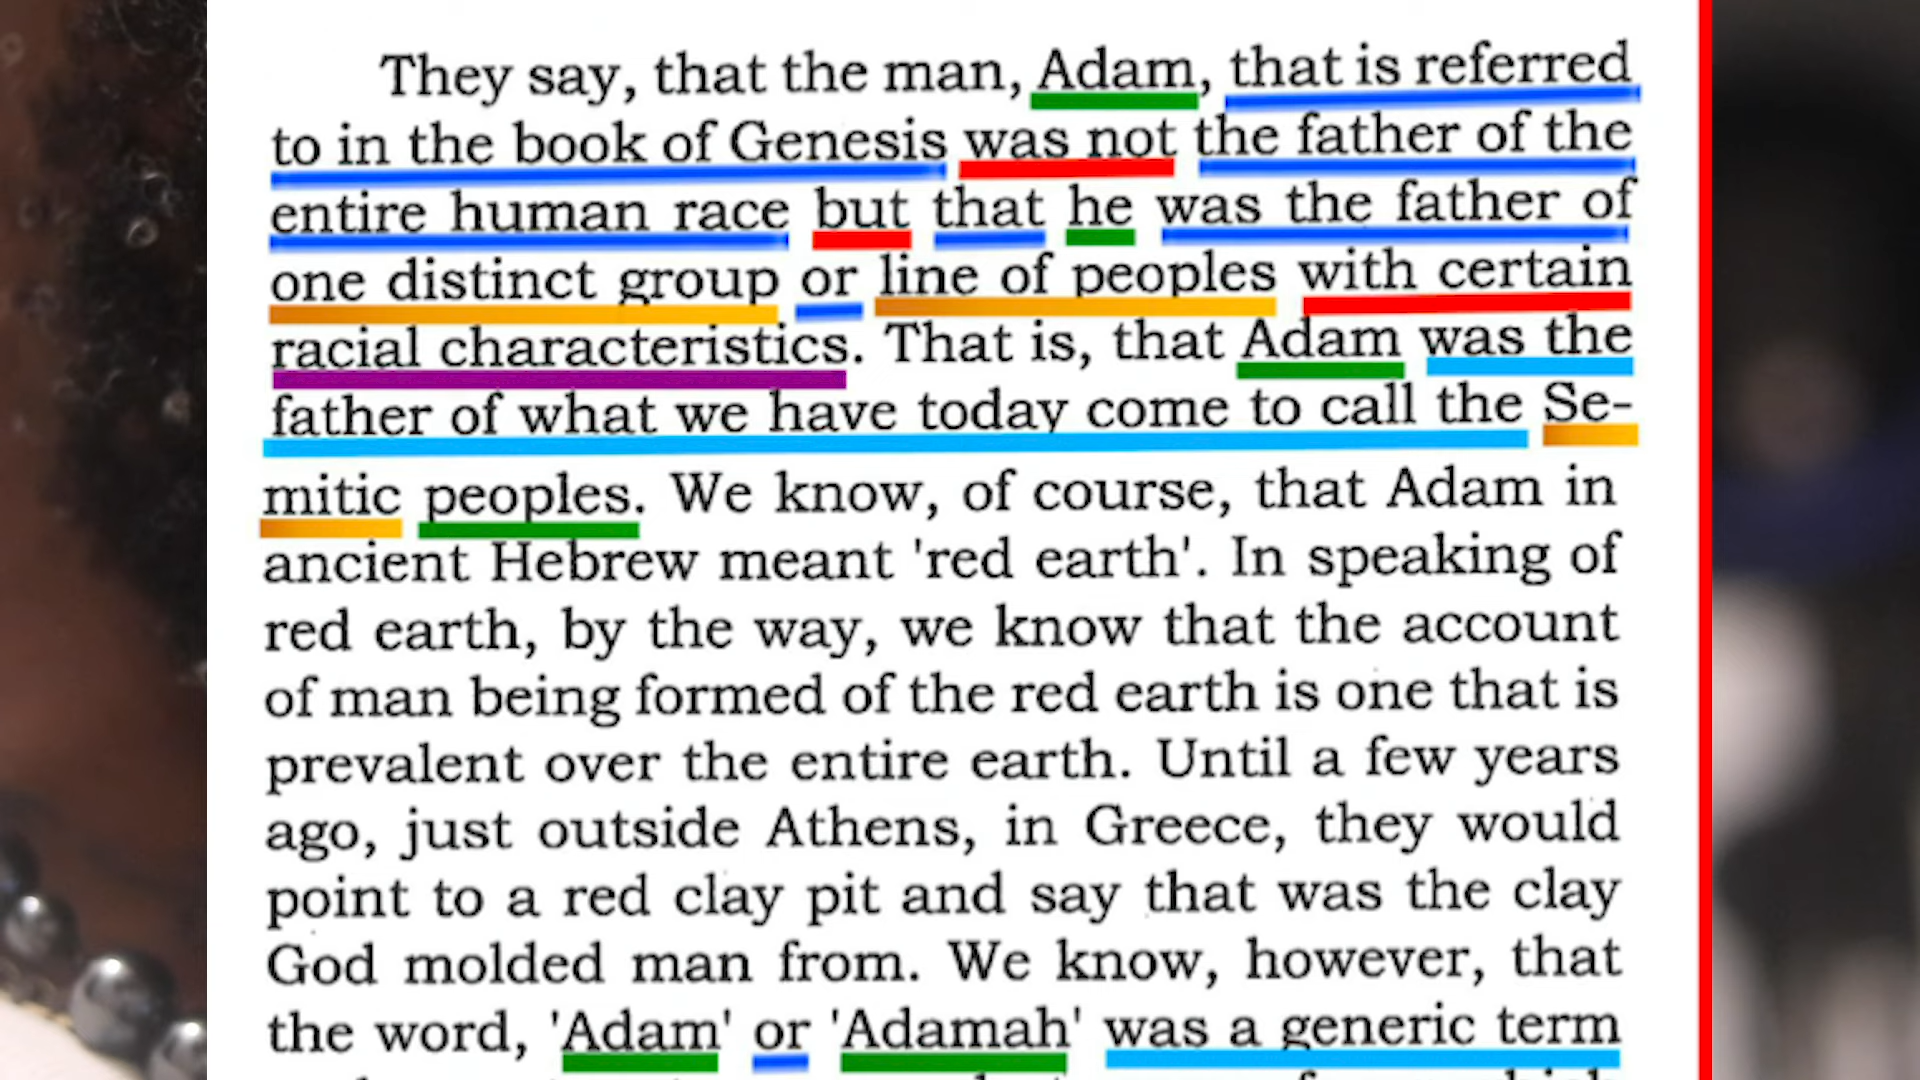 They say, that the man, Adam, that is referred
to in the book of Genesis was not the father of the
entire human race but that he was the father of
one distinct group or line of peoples with certain
racial characteristics. That is, that Adam was the
father of what we have today come to call the Se-
mitic peoples. We know, of course, that Adam in
ancient Hebrew meant 'red earth'. In speaking of
red earth, by the way, we know that the account
of man being formed of the red earth is one that is
prevalent over the entire earth. Until a few years
ago, just outside Athens, in Greece, they would
point to a red clay pit and say that was the clay
God molded man from. We know, however, that
the word, 'Adam' or 'Adamah' was a generic term